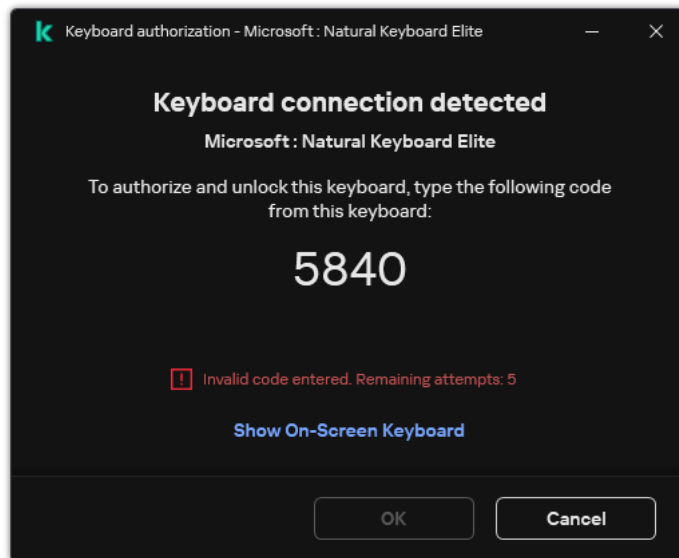 Keyboard authorization - Microsoft : Natural Keyboard Elite
Keyboard connection detected
Microsoft : Natural Keyboard Elite
To authorize and unlock this keyboard, type the following code
from this keyboard:
5840
Invalid code entered. Remaining attempts: 5
Show On-Screen Keyboard
OK
Cancel